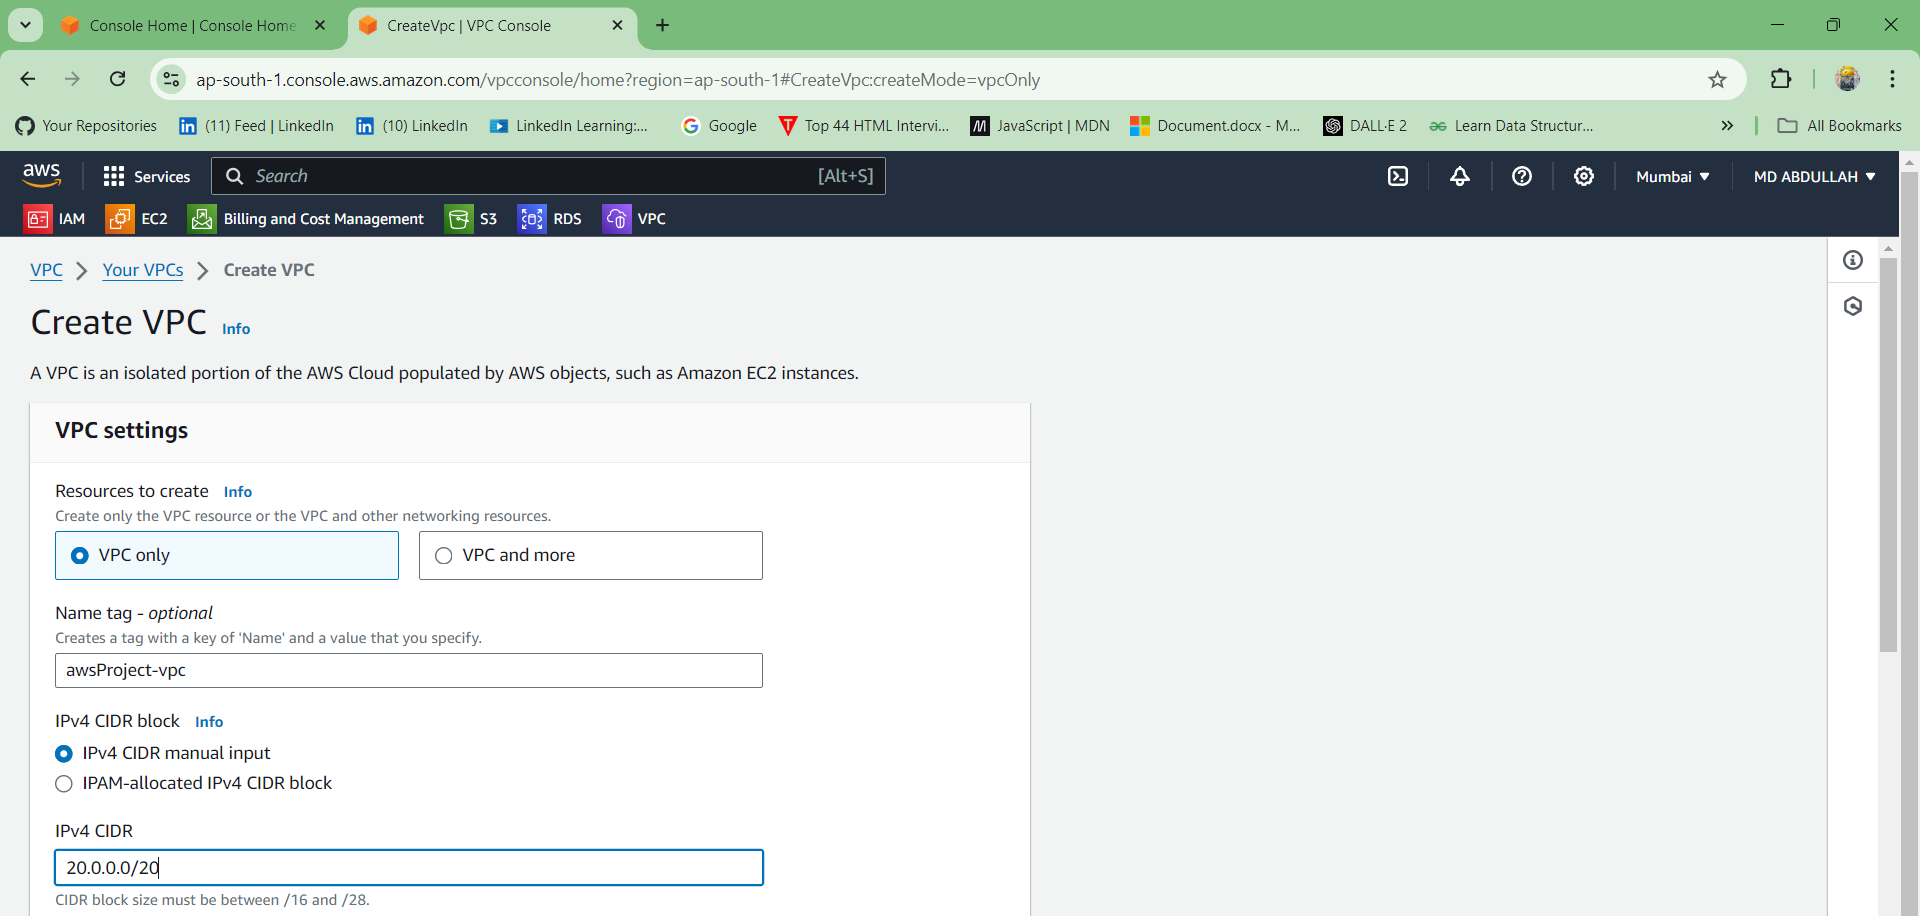 Console Home | Console Home
CreateVpc | VPC Console
ap-south-1.console.aws.amazon.com/vpcconsole/home?region=ap-south-1#CreateVpc:createMode=vpcOnly
Your Repositories
(11) Feed | LinkedIn
(10) LinkedIn
LinkedIn Learning:...
Google
Top 44 HTML Intervi...
JavaScript | MDN
Document.docx - M...
DALL·E 2
Learn Data Structur...
All Bookmarks
aws
Services
Search
[Alt+S]
Mumbai
MD ABDULLAH
IAM
EC2
Billing and Cost Management
S3
RDS
VPC
VPC
Your VPCs
Create VPC
Create VPC Info
A VPC is an isolated portion of the AWS Cloud populated by AWS objects, such as Amazon EC2 instances.
VPC settings
Resources to create Info
Create only the VPC resource or the VPC and other networking resources.
VPC only
VPC and more
Name tag - optional
Creates a tag with a key of 'Name' and a value that you specify.
awsProject-vpc
IPv4 CIDR block Info
IPv4 CIDR manual input
IPAM-allocated IPv4 CIDR block
IPv4 CIDR
20.0.0.0/20
CIDR block size must be between /16 and /28.